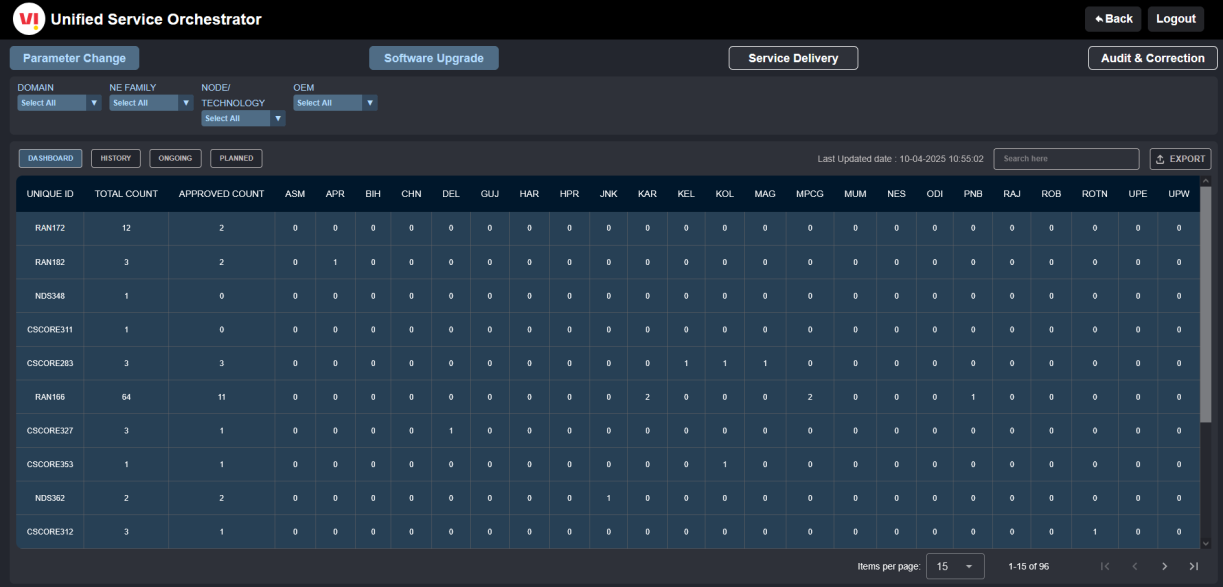 VI Unified Service Orchestrator Back Logout
Parameter Change Software Upgrade Service Delivery Audit & Correction
DOMAIN NE FAMILY NODE/ OEM
Select All Select All TECHNOLOGY Select All
Select All
DASHBOARD HISTORY ONGOING PLANNED Last Updated date : 10-04-2025 10:55:02 Search here EXPORT
UNIQUE ID TOTAL COUNT APPROVED COUNT ASM APR BIH CHN DEL GUJ HAR HPR JNK KAR KEL KOL MAG MPCG MUM NES ODI PNB RAJ ROB ROTN UPE UPW
RAN172 12 2 0 0 0 0 0 0 0 0 0 0 0 0 0 0 0 0 0 0 0 0 0 0 0
RAN182 3 2 0 1 0 0 0 0 0 0 0 0 0 0 0 0 0 0 0 0 0 0 0 0 0
NDS348 1 0 0 0 0 0 0 0 0 0 0 0 0 0 0 0 0 0 0 0 0 0 0 0 0
CSCORE311 1 0 0 0 0 0 0 0 0 0 0 0 0 0 0 0 0 0 0 0 0 0 0 0 0
CSCORE283 3 3 0 0 0 0 0 0 0 0 0 0 1 1 1 0 0 0 0 0 0 0 0 0 0
RAN166 64 11 0 0 0 0 0 0 0 0 0 2 0 0 0 2 0 0 0 1 0 0 0 0 0
CSCORE327 3 1 0 0 0 0 1 0 0 0 0 0 0 0 0 0 0 0 0 0 0 0 0 0 0
CSCORE353 1 1 0 0 0 0 0 0 0 0 0 0 0 1 0 0 0 0 0 0 0 0 0 0 0
NDS362 2 2 0 0 0 0 0 0 0 0 1 0 0 0 0 0 0 0 0 0 0 0 0 0 0
CSCORE312 3 1 0 0 0 0 0 0 0 0 0 0 0 0 0 0 0 0 0 0 0 0 1 0 0
Items per page: 15 1-15 of 96